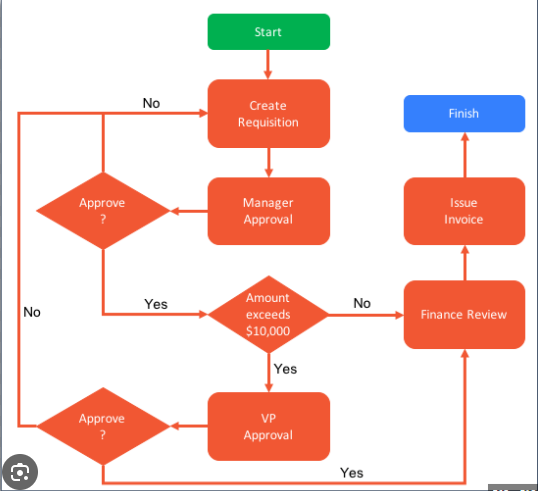 Start
No
Create
Requisition
Finish
Approve
?
Manager
Approval
Issue
Invoice
Yes
Amount
exceeds
$10,000
No
Finance Review
No
Yes
Approve
?
VP
Approval
Yes